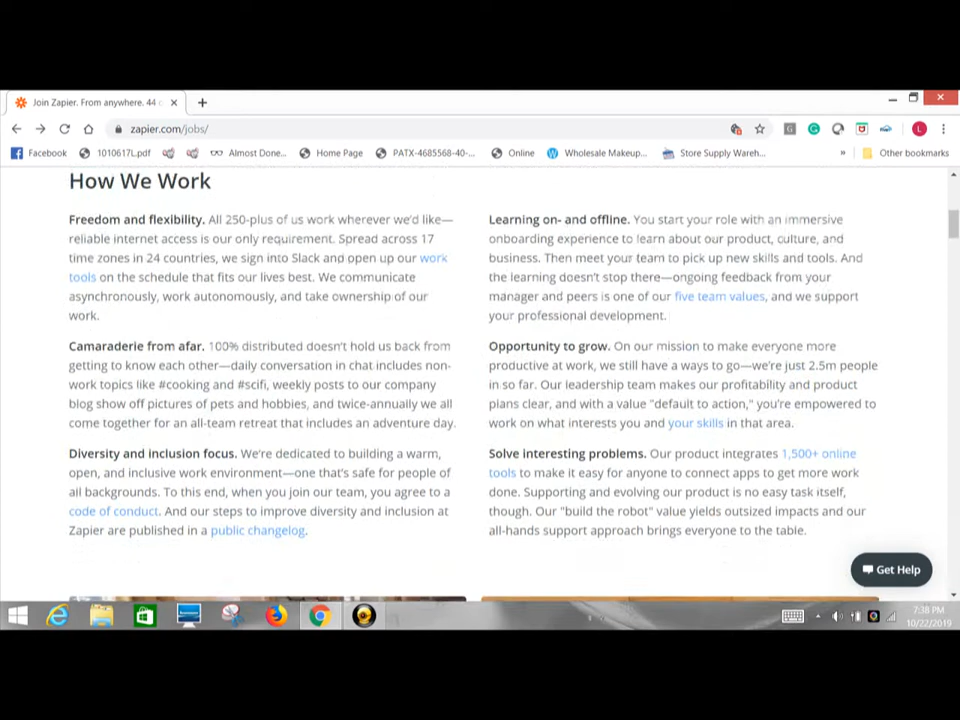 Join Zapier. From anywhere. 44 o
zapier.com/jobs/
Facebook
1010617L.pdf
Almost Done...
Home Page
PATX-4685568-40-...
Online
Wholesale Makeup...
Store Supply Wareh...
»
Other bookmarks
How We Work
Freedom and flexibility. All 250-plus of us work wherever we'd like—
reliable internet access is our only requirement. Spread across 17
time zones in 24 countries, we sign into Slack and open up our work
tools on the schedule that fits our lives best. We communicate
asynchronously, work autonomously, and take ownership of our
work.
Camaraderie from afar. 100% distributed doesn't hold us back from
getting to know each other—daily conversation in chat includes non-
work topics like #cooking and #scifi, weekly posts to our company
blog show off pictures of pets and hobbies, and twice-annually we all
come together for an all-team retreat that includes an adventure day.
Diversity and inclusion focus. We're dedicated to building a warm,
open, and inclusive work environment—one that's safe for people of
all backgrounds. To this end, when you join our team, you agree to a
code of conduct. And our steps to improve diversity and inclusion at
Zapier are published in a public changelog.
Learning on- and offline. You start your role with an immersive
onboarding experience to learn about our product, culture, and
business. Then meet your team to pick up new skills and tools. And
the learning doesn't stop there—ongoing feedback from your
manager and peers is one of our five team values, and we support
your professional development.
Opportunity to grow. On our mission to make everyone more
productive at work, we still have a ways to go—we're just 2.5m people
in so far. Our leadership team makes our profitability and product
plans clear, and with a value "default to action," you're empowered to
work on what interests you and your skills in that area.
Solve interesting problems. Our product integrates 1,500+ online
tools to make it easy for anyone to connect apps to get more work
done. Supporting and evolving our product is no easy task itself,
though. Our "build the robot" value yields outsized impacts and our
all-hands support approach brings everyone to the table.
Get Help
7:38 PM
10/22/2019